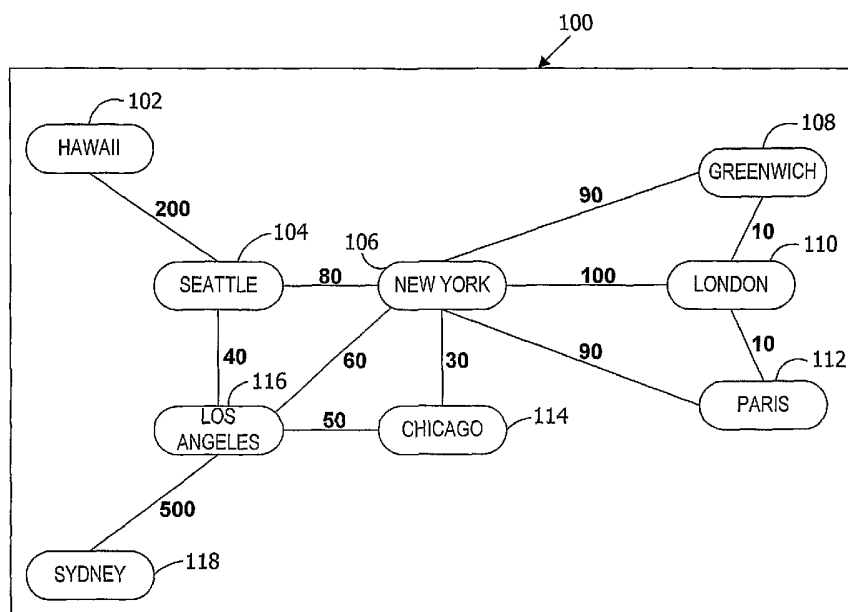 100
102
HAWAII
108
GREENWICH
200
90
104
106
10
110
SEATTLE
80
NEW YORK
100
LONDON
40
60
30
90
10
112
116
LOS
ANGELES
50
CHICAGO
114
PARIS
500
SYDNEY
118